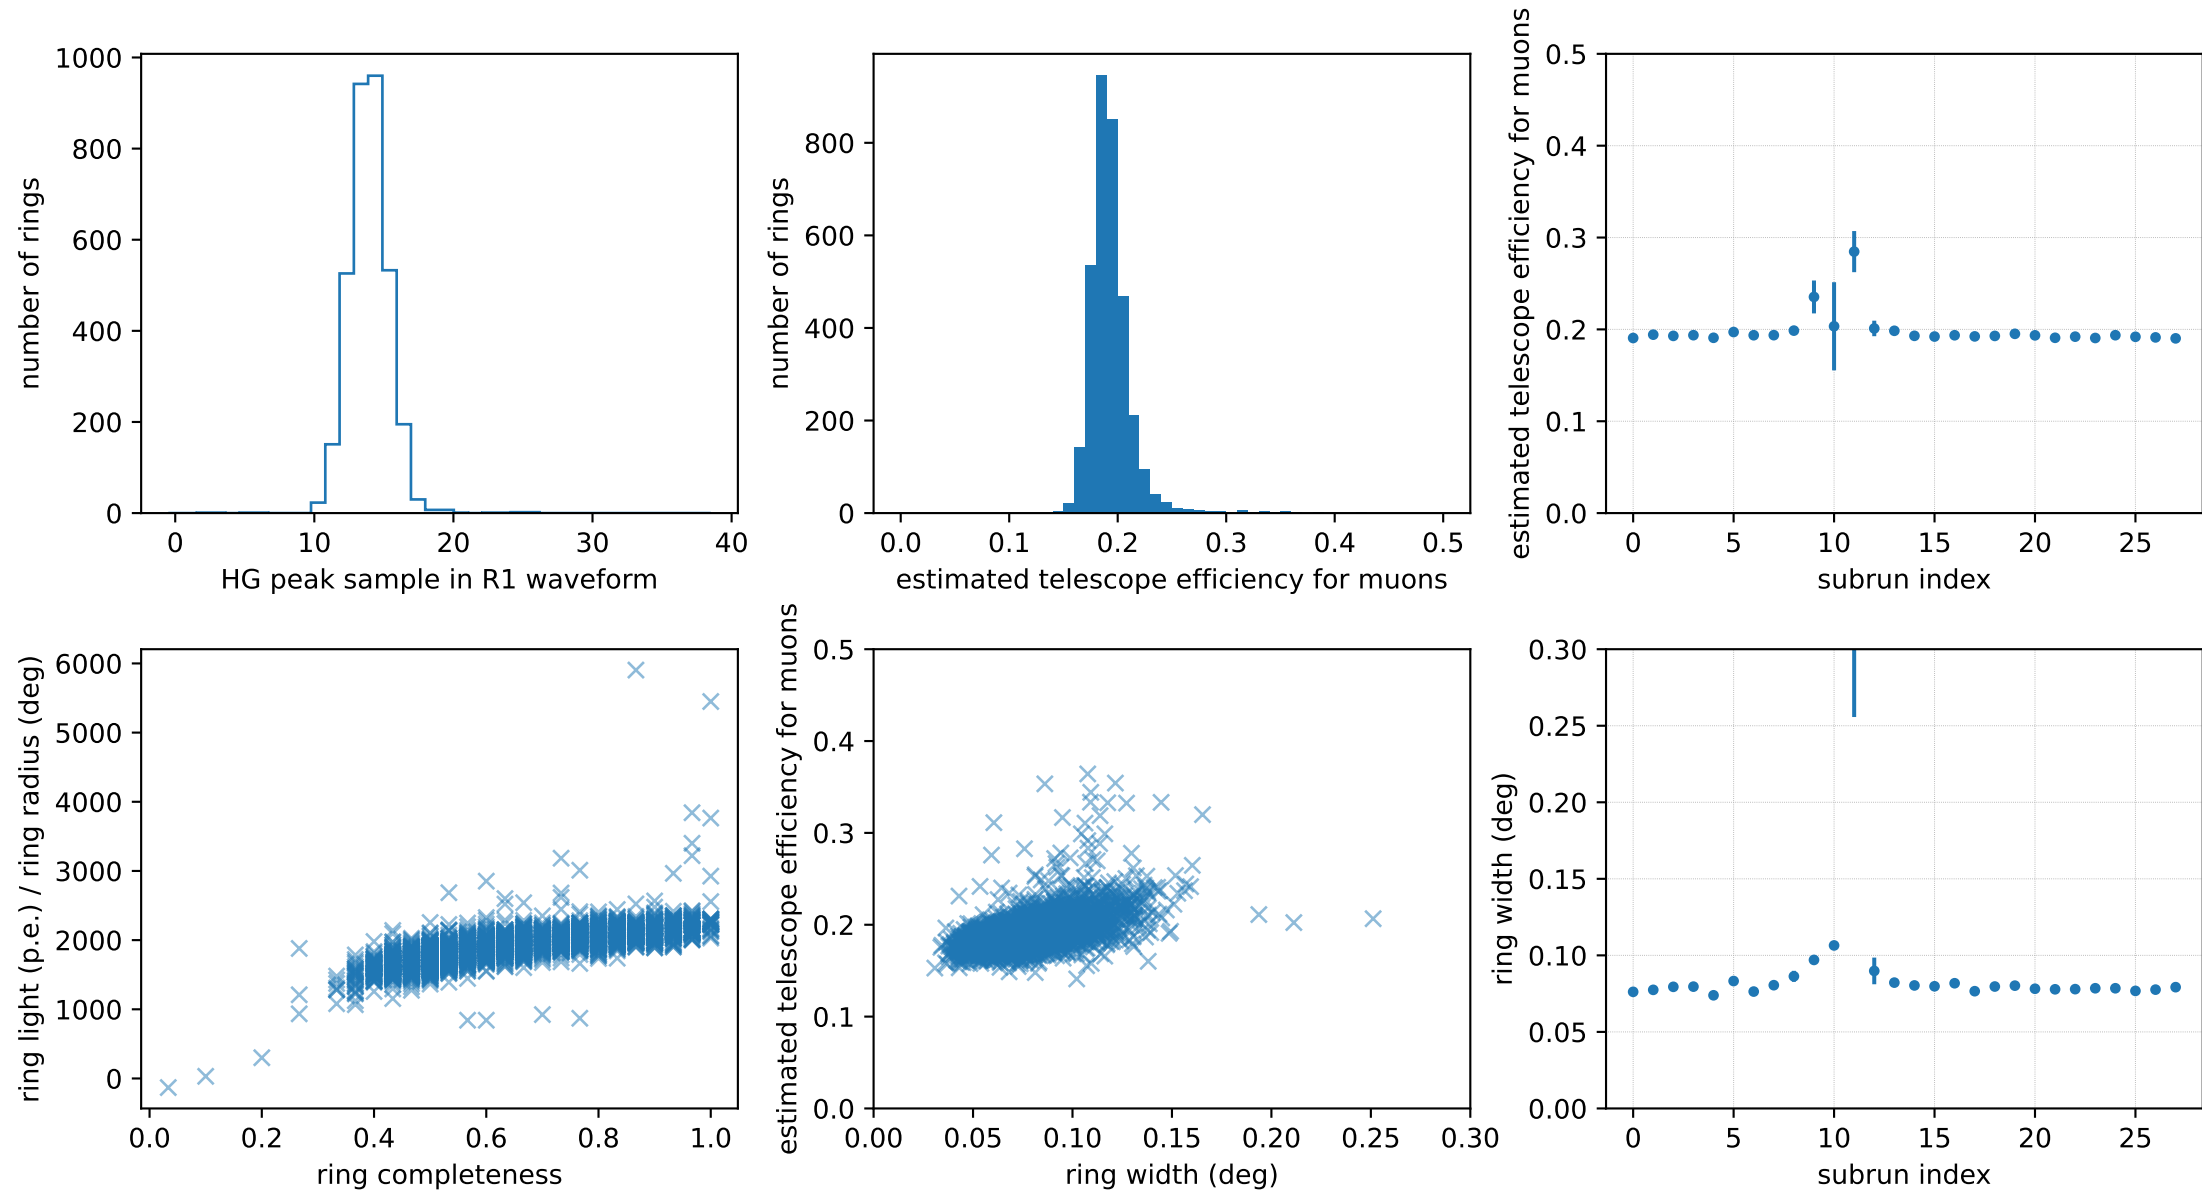 1000
800
600
400
200
0
number of rings
0 10 20 30 40
HG peak sample in R1 waveform
800
600
400
200
0
number of rings
0.0 0.1 0.2 0.3 0.4 0.5
estimated telescope efficiency for muons
0.5
0.4
0.3
0.2
0.1
0.0
estimated telescope efficiency for muons
0 5 10 15 20 25
subrun index
6000
5000
4000
3000
2000
1000
0
ring light (p.e.) / ring radius (deg)
0.0 0.2 0.4 0.6 0.8 1.0
ring completeness
0.5
0.4
0.3
0.2
0.1
0.0
estimated telescope efficiency for muons
0.00 0.05 0.10 0.15 0.20 0.25 0.30
ring width (deg)
0.30
0.25
0.20
0.15
0.10
0.05
0.00
ring width (deg)
0 5 10 15 20 25
subrun index